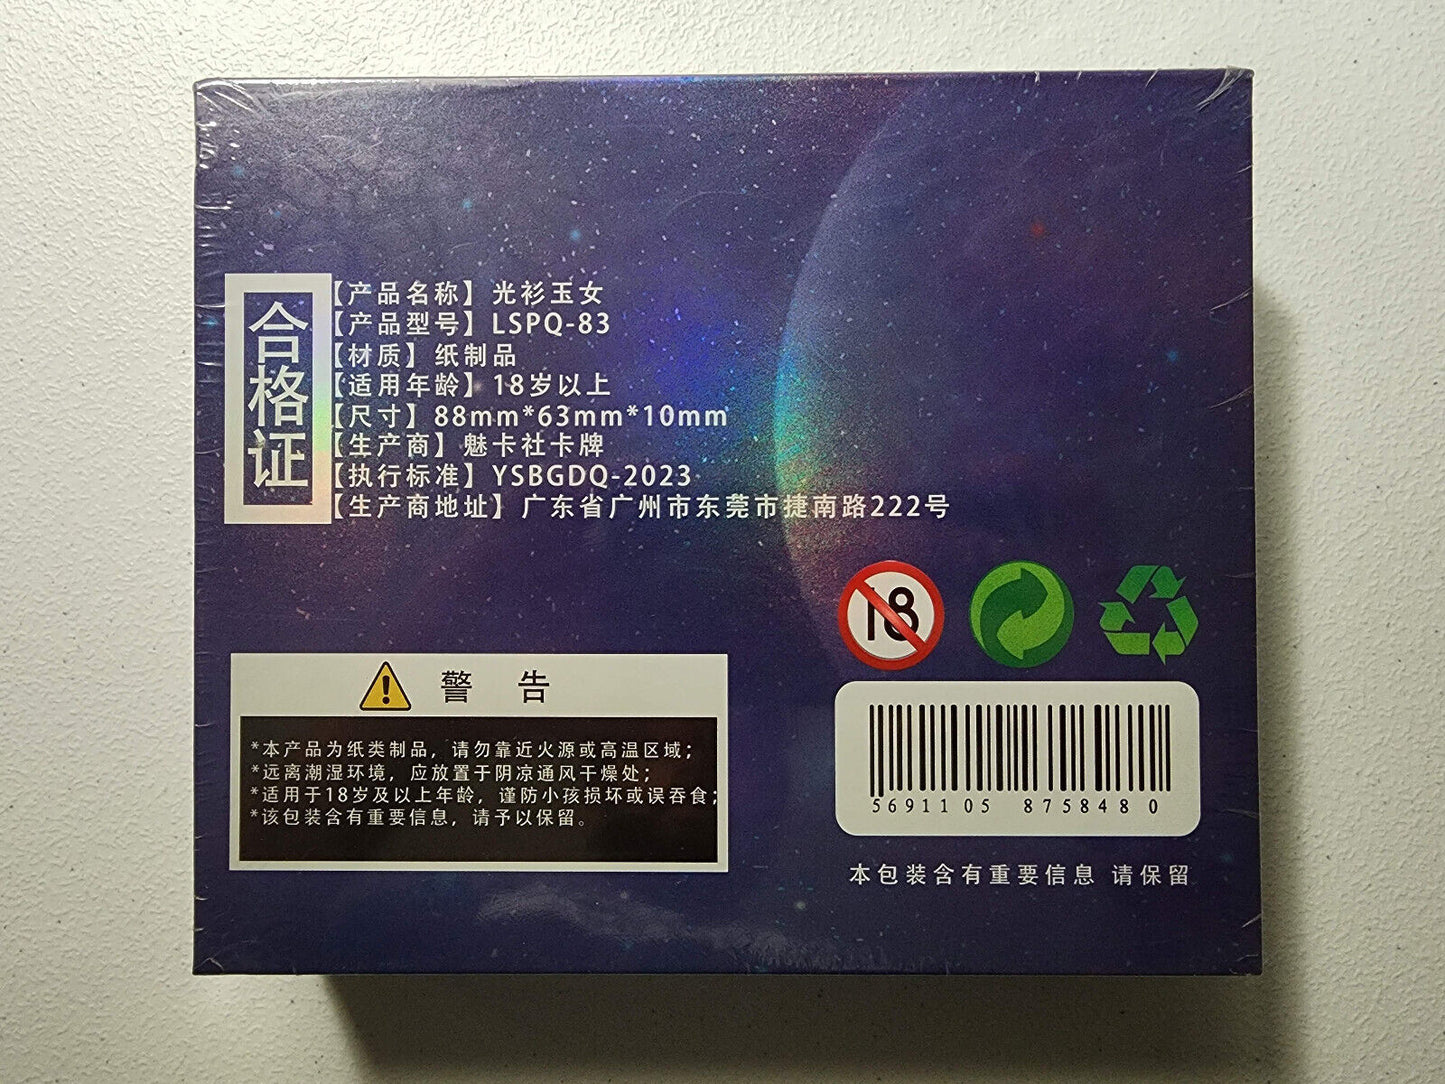 合格证
【产品名称】光衫玉女
【产品型号】LSPQ-83
【材质】纸制品
【适用年龄】18岁以上
【尺寸】88mm*63mm*10mm
【生产商】魅卡社卡牌
【执行标准】YSBGDQ-2023
【生产商地址】广东省广州市东莞市捷南路222号
18
警 告
*本产品为纸类制品，请勿靠近火源或高温区域；
*远离潮湿环境，应放置于阴凉通风干燥处；
*适用于18岁及以上年龄，谨防小孩损坏或误吞食；
*该包装含有重要信息，请予以保留。
5691105 8758480
本包装含有重要信息 请保留